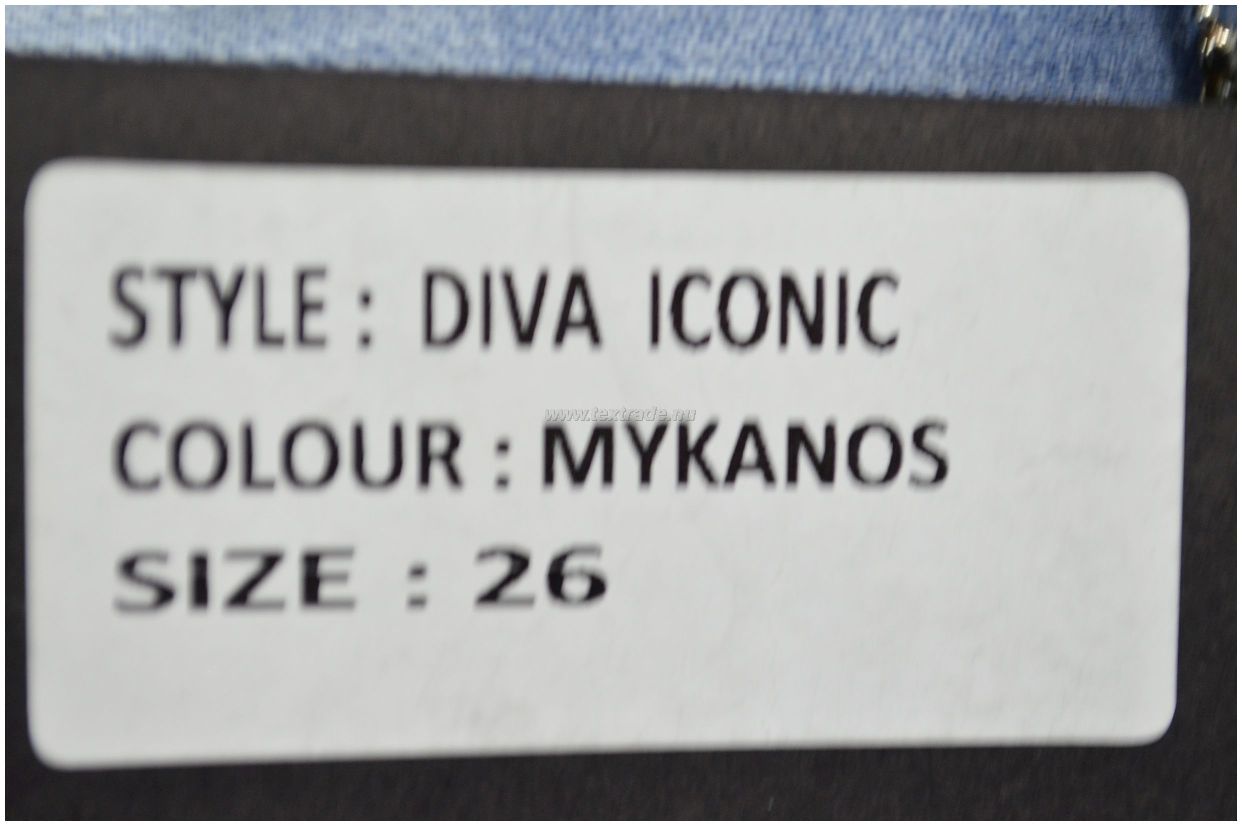 STYLE : DIVA ICONIC
www.textrade.nu
COLOUR : MYKANOS
SIZE : 26